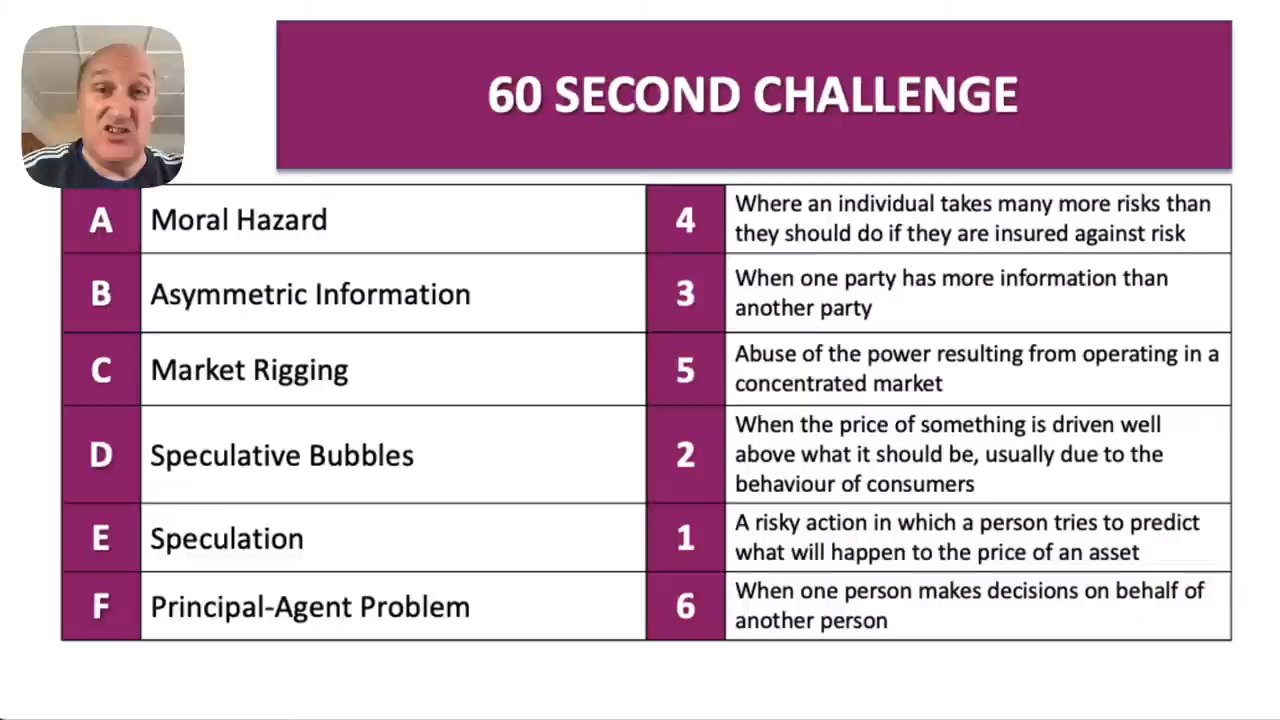 60 SECOND CHALLENGE
A Moral Hazard 4 Where an individual takes many more risks than
they should do if they are insured against risk
B Asymmetric Information 3 When one party has more information than
another party
C Market Rigging 5 Abuse of the power resulting from operating in a
concentrated market
D Speculative Bubbles 2 When the price of something is driven well
above what it should be, usually due to the
behaviour of consumers
E Speculation 1 A risky action in which a person tries to predict
what will happen to the price of an asset
F Principal-Agent Problem 6 When one person makes decisions on behalf of
another person